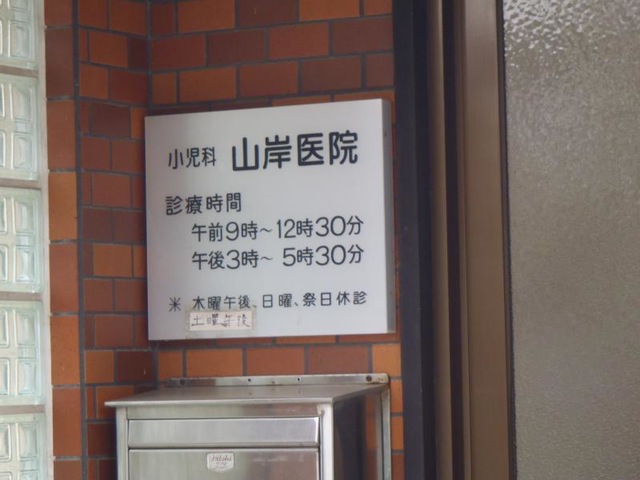 小児科 山岸医院
診療時間
午前9時~12時30分
午後3時~ 5時30分
米 木曜午後、日曜、祭日休診
土曜午後